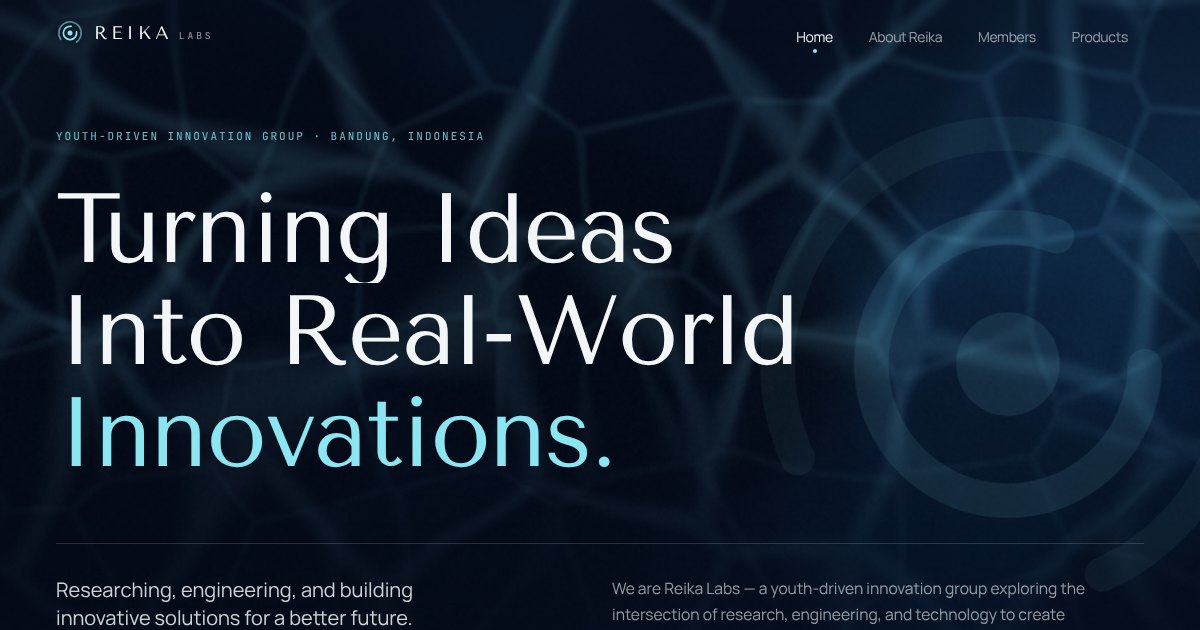 REIKA LABS
Home About Reika Members Products
YOUTH-DRIVEN INNOVATION GROUP · BANDUNG, INDONESIA
Turning Ideas
Into Real-World
Innovations.
Researching, engineering, and building
innovative solutions for a better future.
We are Reika Labs — a youth-driven innovation group exploring the
intersection of research, engineering, and technology to create